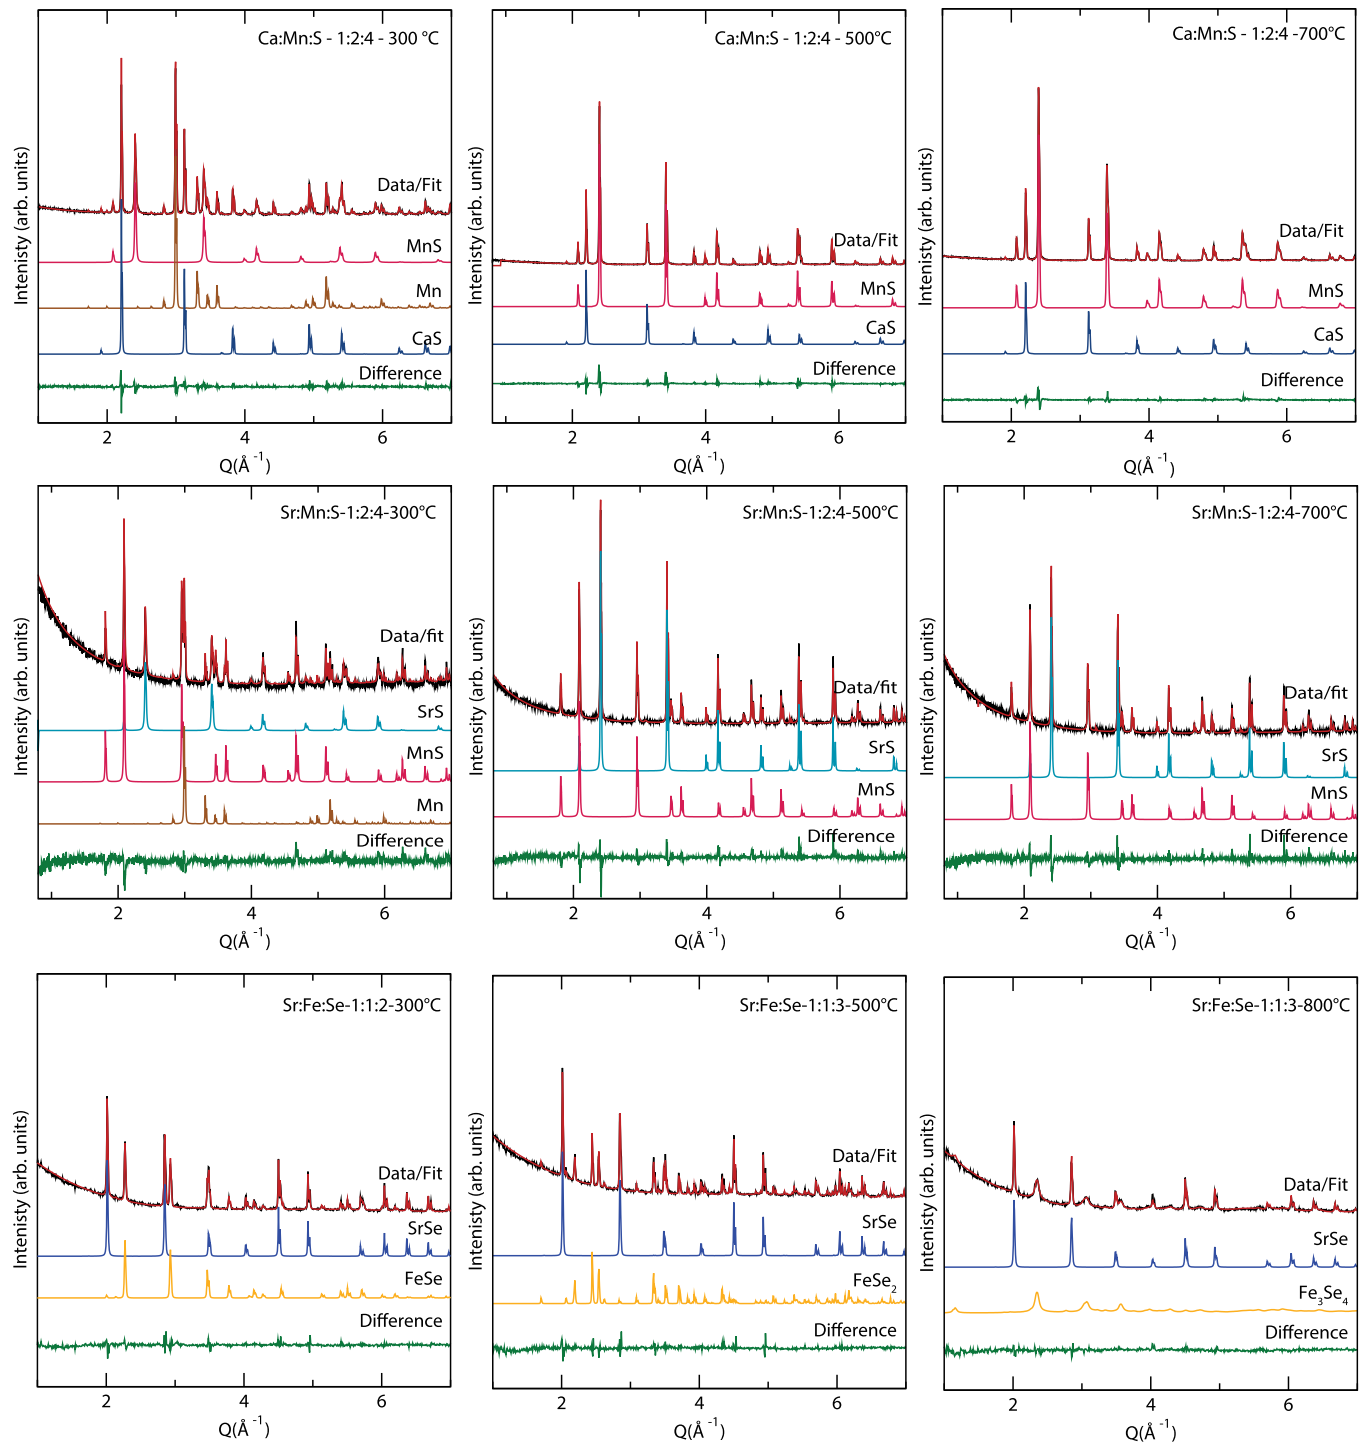 Ca:Mn:S - 1:2:4 - 300 °C
Data/Fit
MnS
Mn
CaS
Difference
Intenisty (arb. units)
2 4 6
Q(Å⁻¹)
Ca:Mn:S - 1:2:4 - 500°C
Data/Fit
MnS
CaS
Difference
Intenisty (arb. units)
2 4 6
Q(Å⁻¹)
Ca:Mn:S - 1:2:4 -700°C
Data/Fit
MnS
CaS
Difference
Intenisty (arb. units)
2 4 6
Q(Å⁻¹)
Sr:Mn:S-1:2:4-300°C
Data/fit
SrS
MnS
Mn
Difference
Intensity (arb. units)
2 4 6
Q(Å⁻¹)
Sr:Mn:S-1:2:4-500°C
Data/fit
SrS
MnS
Difference
Intensity (arb. units)
2 4 6
Q(Å⁻¹)
Sr:Mn:S-1:2:4-700°C
Data/fit
SrS
MnS
Difference
Intensity (arb. units)
2 4 6
Q(Å⁻¹)
Sr:Fe:Se-1:1:2-300°C
Data/Fit
SrSe
FeSe
Difference
Intenisty (arb. units)
2 4 6
Q(Å⁻¹)
Sr:Fe:Se-1:1:3-500°C
Data/Fit
SrSe
FeSe₂
Difference
Intenisty (arb. units)
2 4 6
Q(Å⁻¹)
Sr:Fe:Se-1:1:3-800°C
Data/Fit
SrSe
Fe₃Se₄
Difference
Intenisty (arb. units)
2 4 6
Q(Å⁻¹)